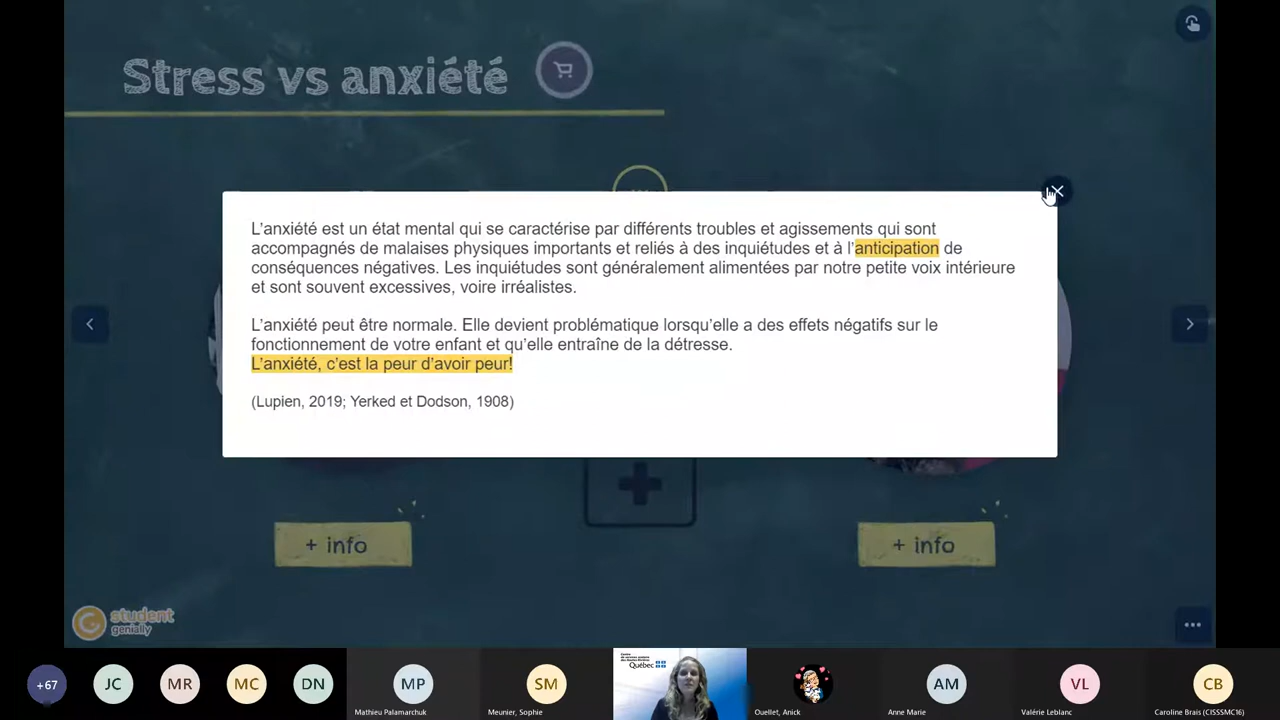 Stress vs anxiété
L'anxiété est un état mental qui se caractérise par différents troubles et agissements qui sont
accompagnés de malaises physiques importants et reliés à des inquiétudes et à l'anticipation de
conséquences négatives. Les inquiétudes sont généralement alimentées par notre petite voix intérieure
et sont souvent excessives, voire irréalistes.
L'anxiété peut être normale. Elle devient problématique lorsqu'elle a des effets négatifs sur le
fonctionnement de votre enfant et qu'elle entraîne de la détresse.
L'anxiété, c'est la peur d'avoir peur!
(Lupien, 2019; Yerked et Dodson, 1908)
+ info
+ info
student
genially
+67
JC
MR
MC
DN
MP
SM
Québec
AM
VL
CB
Mathieu Palamarchuk
Meunier, Sophie
Ouellet, Anick
Anne Marie
Valérie Leblanc
Caroline Brais (CISSSMC16)